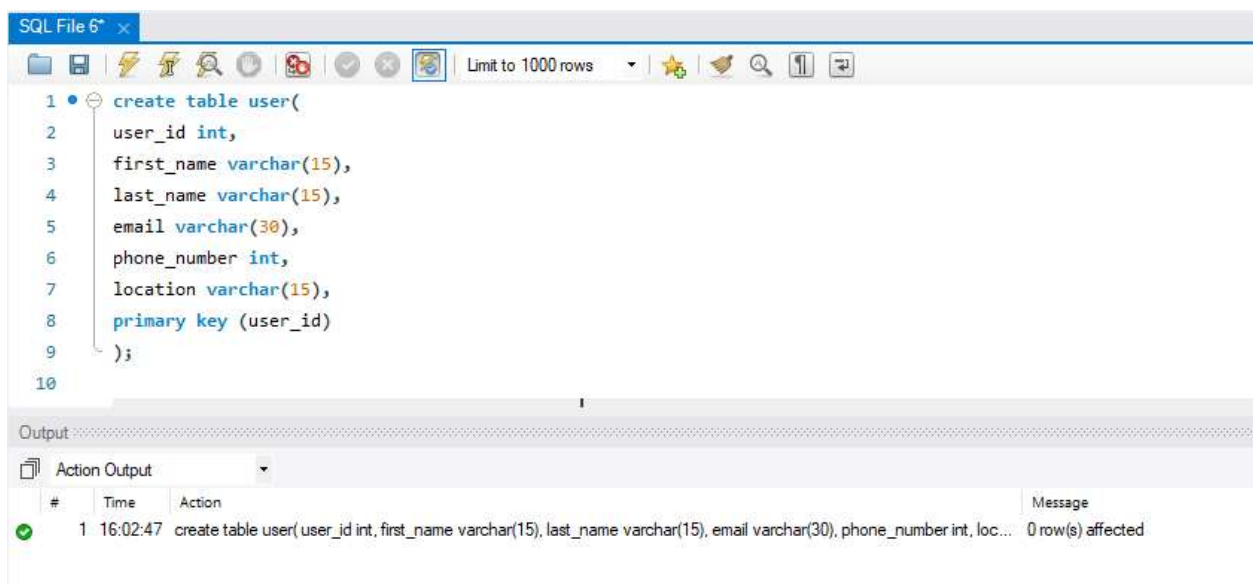 SQL File 6*
Limit to 1000 rows
1 create table user(
2 user_id int,
3 first_name varchar(15),
4 last_name varchar(15),
5 email varchar(30),
6 phone_number int,
7 location varchar(15),
8 primary key (user_id)
9 );
10
Output
Action Output
# Time Action Message
1 16:02:47 create table user( user_id int, first_name varchar(15), last_name varchar(15), email varchar(30), phone_number int, loc... 0 row(s) affected